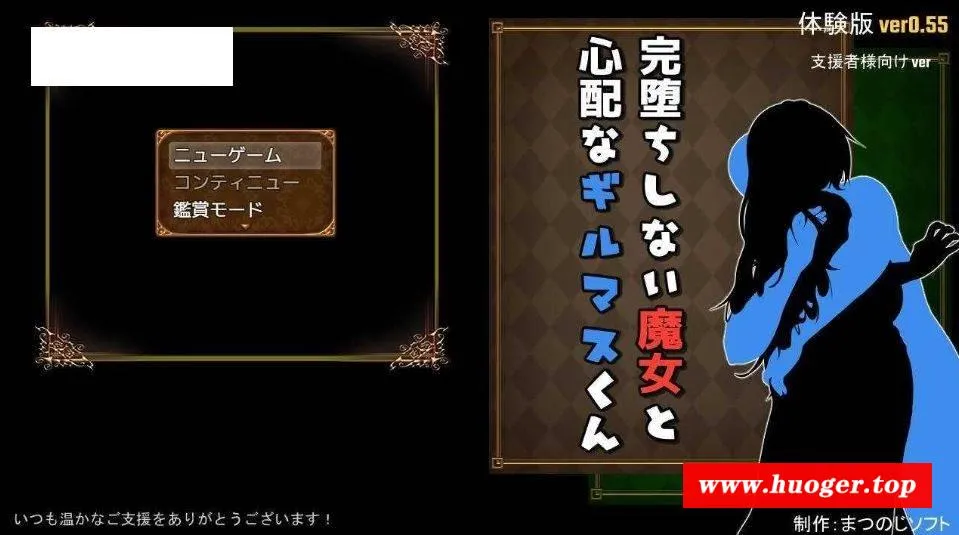 体験版 ver0.55
支援者様向けver
完堕ちしない魔女と
心配なギルマスくん
ニューゲーム
コンティニュー
鑑賞モード
www.huoger.top
いつも温かなご支援をありがとうございます！
制作：まつのじソフト